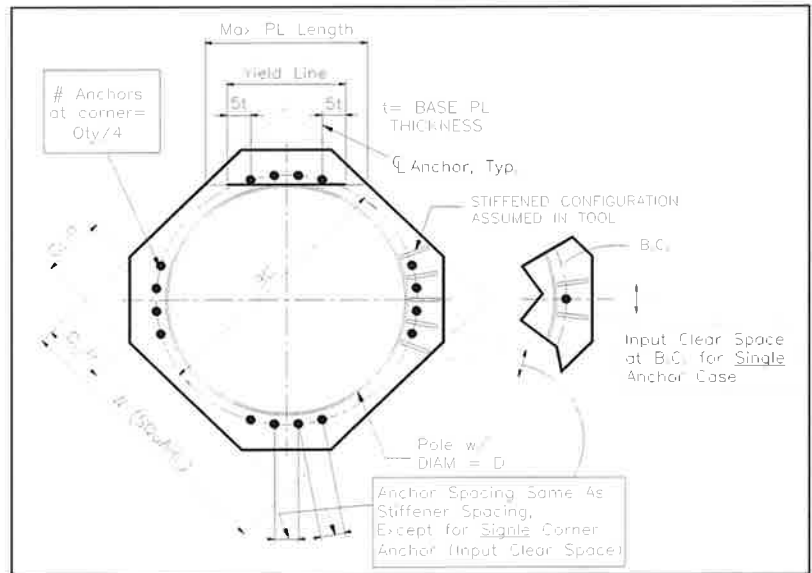 Max PL Length
Yield Line
5t
5t
# Anchors
at corner=
Qty/4
t= BASE PL
THICKNESS
℄ Anchor, Typ.
STIFFENED CONFIGURATION
ASSUMED IN TOOL
B.C.
Input Clear Space
at B.C. for Single
Anchor Case
W (Square)
Pole w/
DIAM = D
Anchor Spacing Same As
Stiffener Spacing,
Except for Signle Corner
Anchor (Input Clear Space)